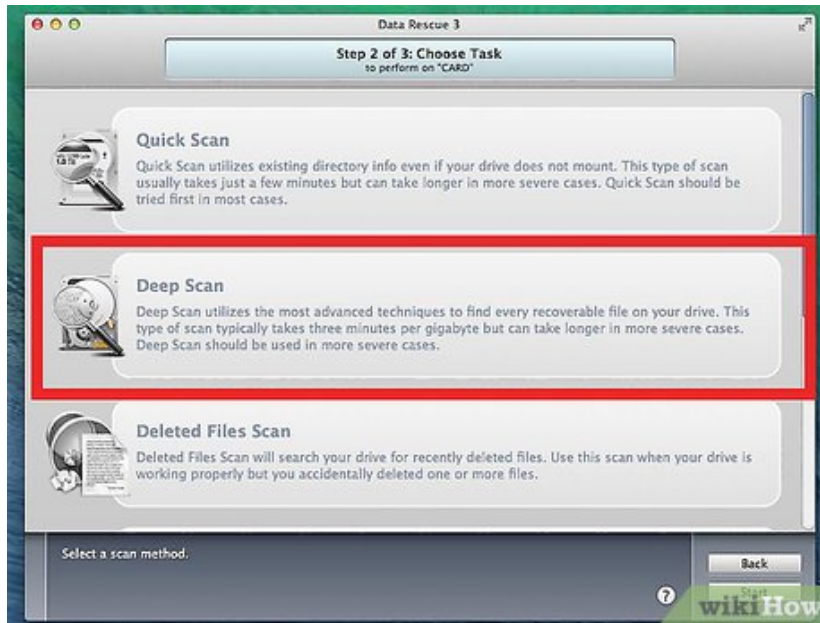 Data Rescue 3
Step 2 of 3: Choose Task
to perform on "CARD"
Quick Scan
Quick Scan utilizes existing directory info even if your drive does not mount. This type of scan
usually takes just a few minutes but can take longer in more severe cases. Quick Scan should be
tried first in most cases.
Deep Scan
Deep Scan utilizes the most advanced techniques to find every recoverable file on your drive. This
type of scan typically takes three minutes per gigabyte but can take longer in more severe cases.
Deep Scan should be used in more severe cases.
Deleted Files Scan
Deleted Files Scan will search your drive for recently deleted files. Use this scan when your drive is
working properly but you accidentally deleted one or more files.
Select a scan method.
Back
?
Start
wikiHow